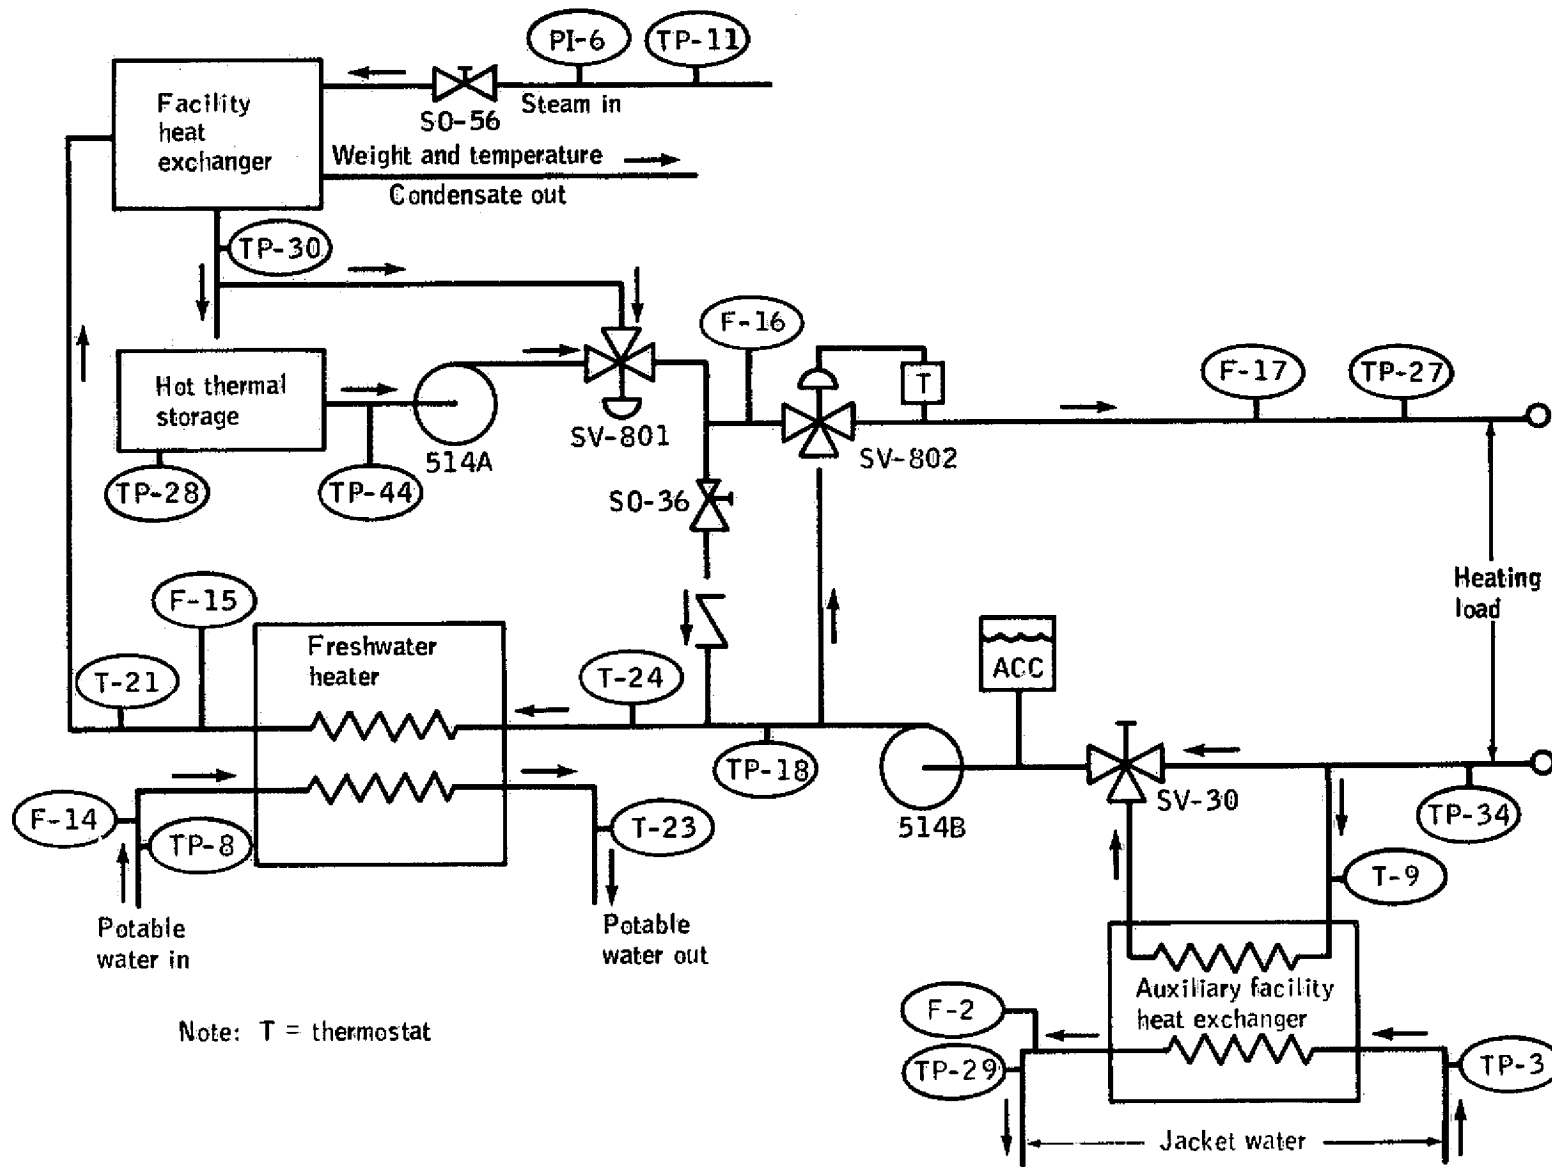 PI-6
TP-11
Facility
heat
exchanger
SO-56
Steam in
Weight and temperature
Condensate out
TP-30
F-16
Hot thermal
storage
T
F-17
TP-27
SV-801
SV-802
514A
TP-28
TP-44
SO-36
Heating
load
F-15
Freshwater
heater
T-21
T-24
ACC
TP-18
SV-30
514B
TP-34
F-14
TP-8
T-23
T-9
Potable
water in
Potable
water out
Auxiliary facility
heat exchanger
F-2
TP-29
TP-3
Note: T = thermostat
Jacket water